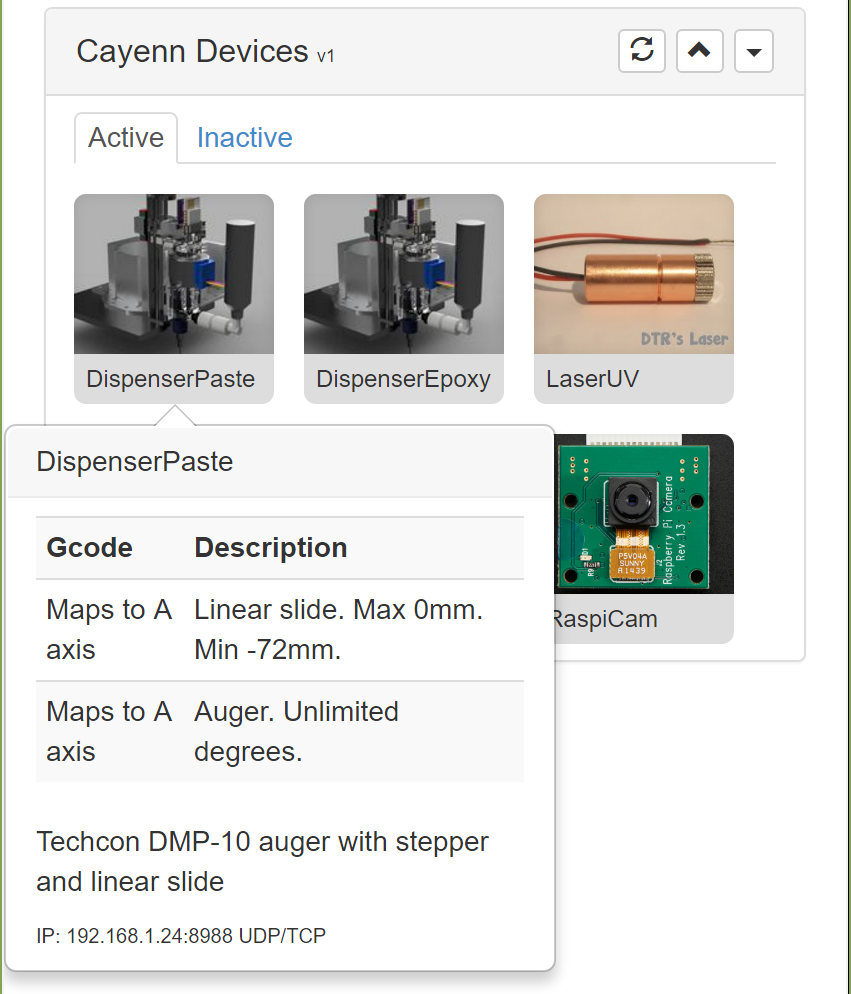 Cayenn Devices v1
Active
Inactive
DTR's Laser
DispenserPaste
DispenserEpoxy
LaserUV
DispenserPaste
Gcode Description
Maps to A Linear slide. Max 0mm.
axis Min -72mm.
Maps to A Auger. Unlimited
axis degrees.
Techcon DMP-10 auger with stepper
and linear slide
IP: 192.168.1.24:8988 UDP/TCP
Raspberry Pi Camera
Rev 1.3
P5V04A
SUNNY
A1439
RaspiCam